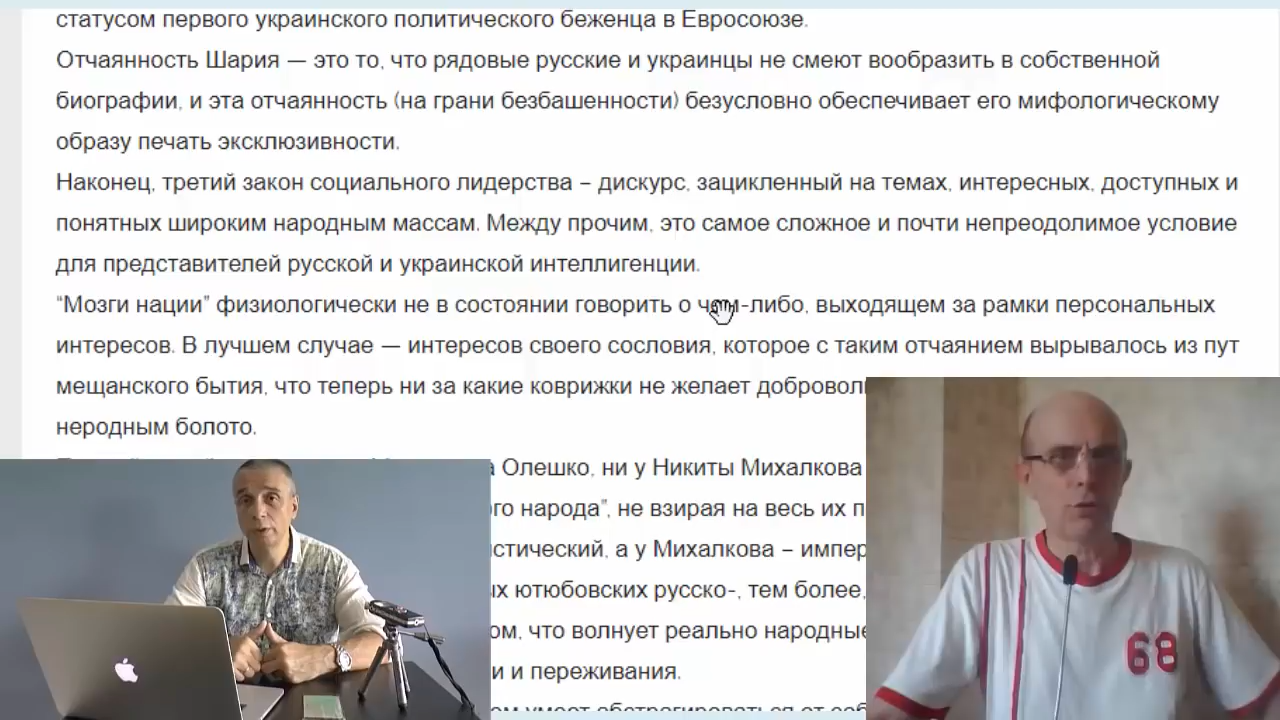 статусом первого украинского политического беженца в Евросоюзе.
Отчаянность Шария — это то, что рядовые русские и украинцы не смеют вообразить в собственной
биографии, и эта отчаянность (на грани безбашенности) безусловно обеспечивает его мифологическому
образу печать эксклюзивности.
Наконец, третий закон социального лидерства – дискурс, зацикленный на темах, интересных, доступных и
понятных широким народным массам. Между прочим, это самое сложное и почти непреодолимое условие
для представителей русской и украинской интеллигенции.
“Мозги нации” физиологически не в состоянии говорить о чем-либо, выходящем за рамки персональных
интересов. В лучшем случае — интересов своего сословия, которое с таким отчаянием вырывалось из пут
мещанского бытия, что теперь ни за какие коврижки не желает
неродным болото.
Олешко, ни у Никиты Михалкова
народа”, не взирая на весь их
а у Михалкова –
ютюбовских русско-, тем более,
что волнует реально
и переживания.
умеет абстрагироваться от
68